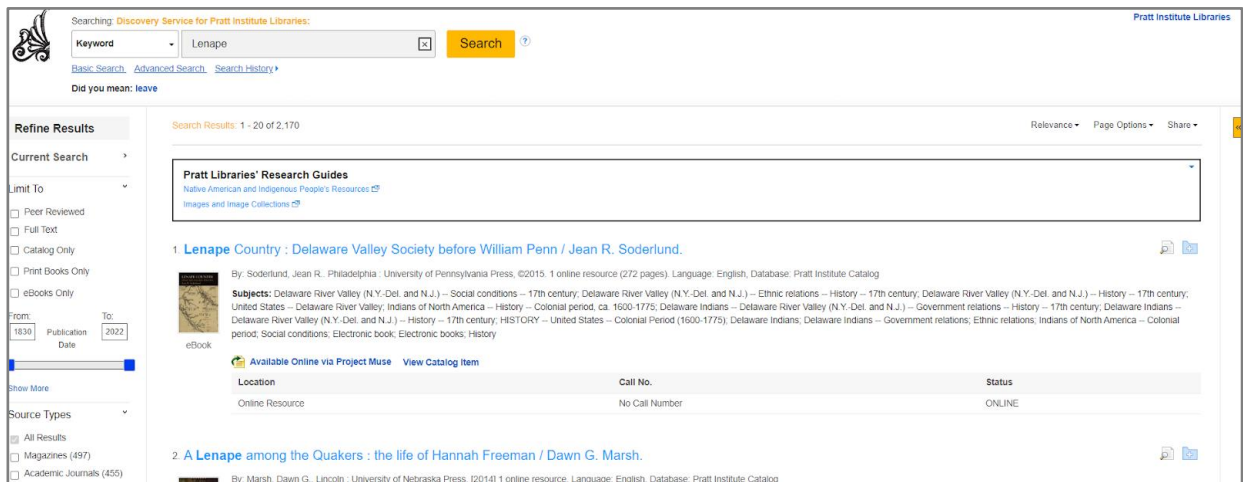 Searching: Discovery Service for Pratt Institute Libraries:
Pratt Institute Libraries
Keyword Lenape Search ?
Basic Search Advanced Search Search History
Did you mean: leave
Refine Results
Current Search
Limit To
Peer Reviewed
Full Text
Catalog Only
Print Books Only
eBooks Only
From: To:
1830 Publication Date 2022
Show More
Source Types
All Results
Magazines (497)
Academic Journals (455)
Search Results: 1 - 20 of 2,170
Relevance Page Options Share
Pratt Libraries' Research Guides
Native American and Indigenous People's Resources
Images and Image Collections
1. Lenape Country : Delaware Valley Society before William Penn / Jean R. Soderlund.
By: Soderlund, Jean R.. Philadelphia : University of Pennsylvania Press, ©2015. 1 online resource (272 pages). Language: English, Database: Pratt Institute Catalog
Subjects: Delaware River Valley (N.Y.-Del. and N.J.) -- Social conditions -- 17th century; Delaware River Valley (N.Y.-Del. and N.J.) -- Ethnic relations -- History -- 17th century; Delaware River Valley (N.Y.-Del. and N.J.) -- History -- 17th century;
United States -- Delaware River Valley; Indians of North America -- History -- Colonial period, ca. 1600-1775; Delaware Indians -- Delaware River Valley (N.Y.-Del. and N.J.) -- Government relations -- History -- 17th century; Delaware Indians --
Delaware River Valley (N.Y.-Del. and N.J.) -- History -- 17th century; HISTORY -- United States -- Colonial Period (1600-1775); Delaware Indians; Delaware Indians -- Government relations; Ethnic relations; Indians of North America -- Colonial
period; Social conditions; Electronic book; Electronic books; History
eBook
Available Online via Project Muse View Catalog Item
Location Call No. Status
Online Resource No Call Number ONLINE
2. A Lenape among the Quakers : the life of Hannah Freeman / Dawn G. Marsh.
By: Marsh, Dawn G.. Lincoln : University of Nebraska Press, [2014] 1 online resource. Language: English, Database: Pratt Institute Catalog